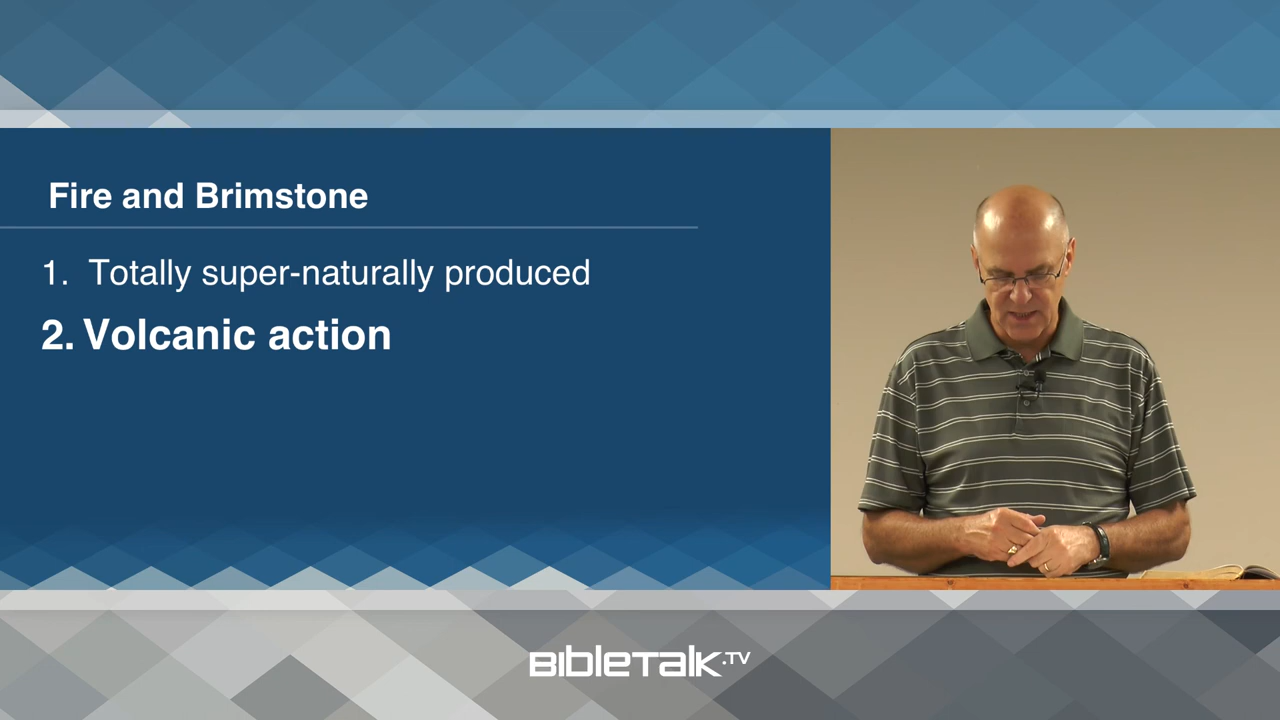 Fire and Brimstone
1. Totally super-naturally produced
2. Volcanic action
BIBLETALK.TV